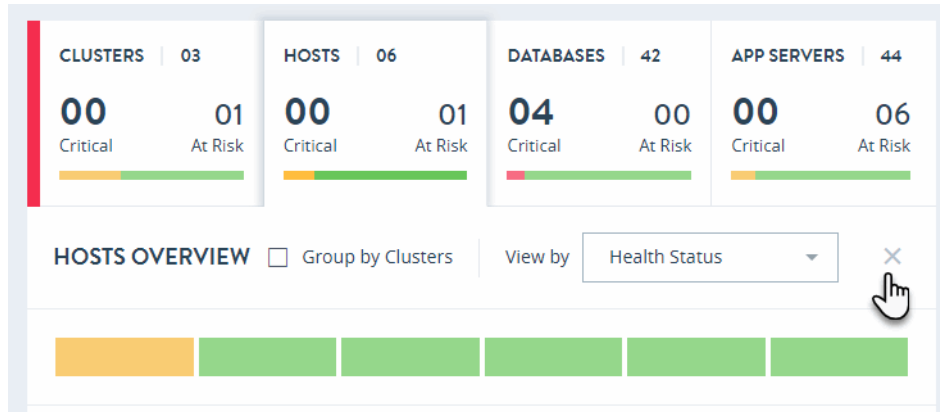 CLUSTERS 03 HOSTS 06 DATABASES 42 APP SERVERS 44
00 01 00 01 04 00 00 06
Critical At Risk Critical At Risk Critical At Risk Critical At Risk
HOSTS OVERVIEW Group by Clusters View by Health Status